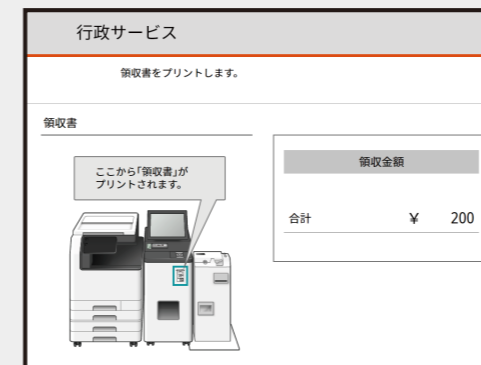 行政サービス
領収書をプリントします。
領収書
ここから「領収書」が
プリントされます。
領収金額
合計 ¥ 200